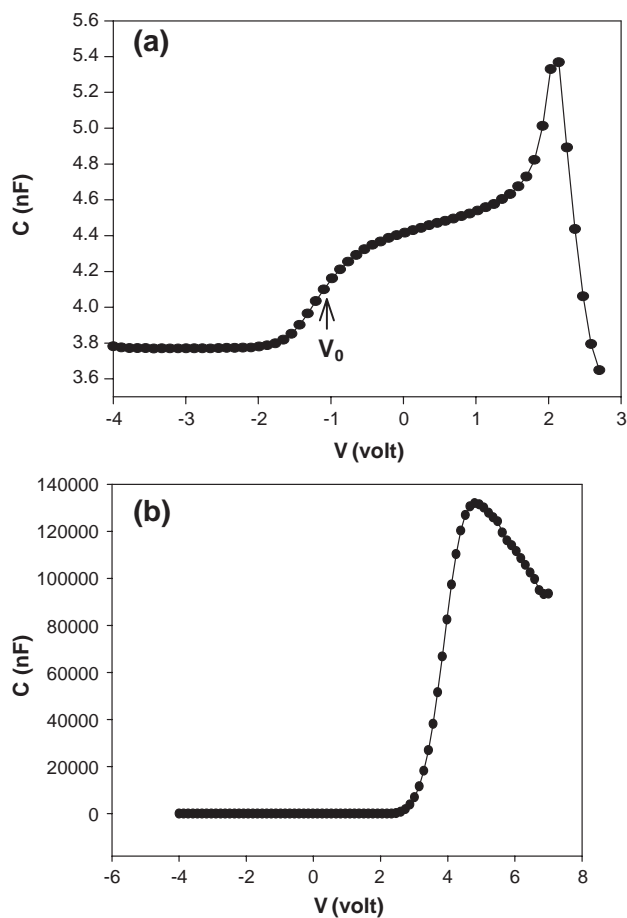 (a)
5.6
5.4
5.2
5.0
4.8
4.6
4.4
4.2
4.0
3.8
3.6
C (nF)
V₀
-4 -3 -2 -1 0 1 2 3
V (volt)
(b)
140000
120000
100000
80000
60000
40000
20000
0
C (nF)
-6 -4 -2 0 2 4 6 8
V (volt)